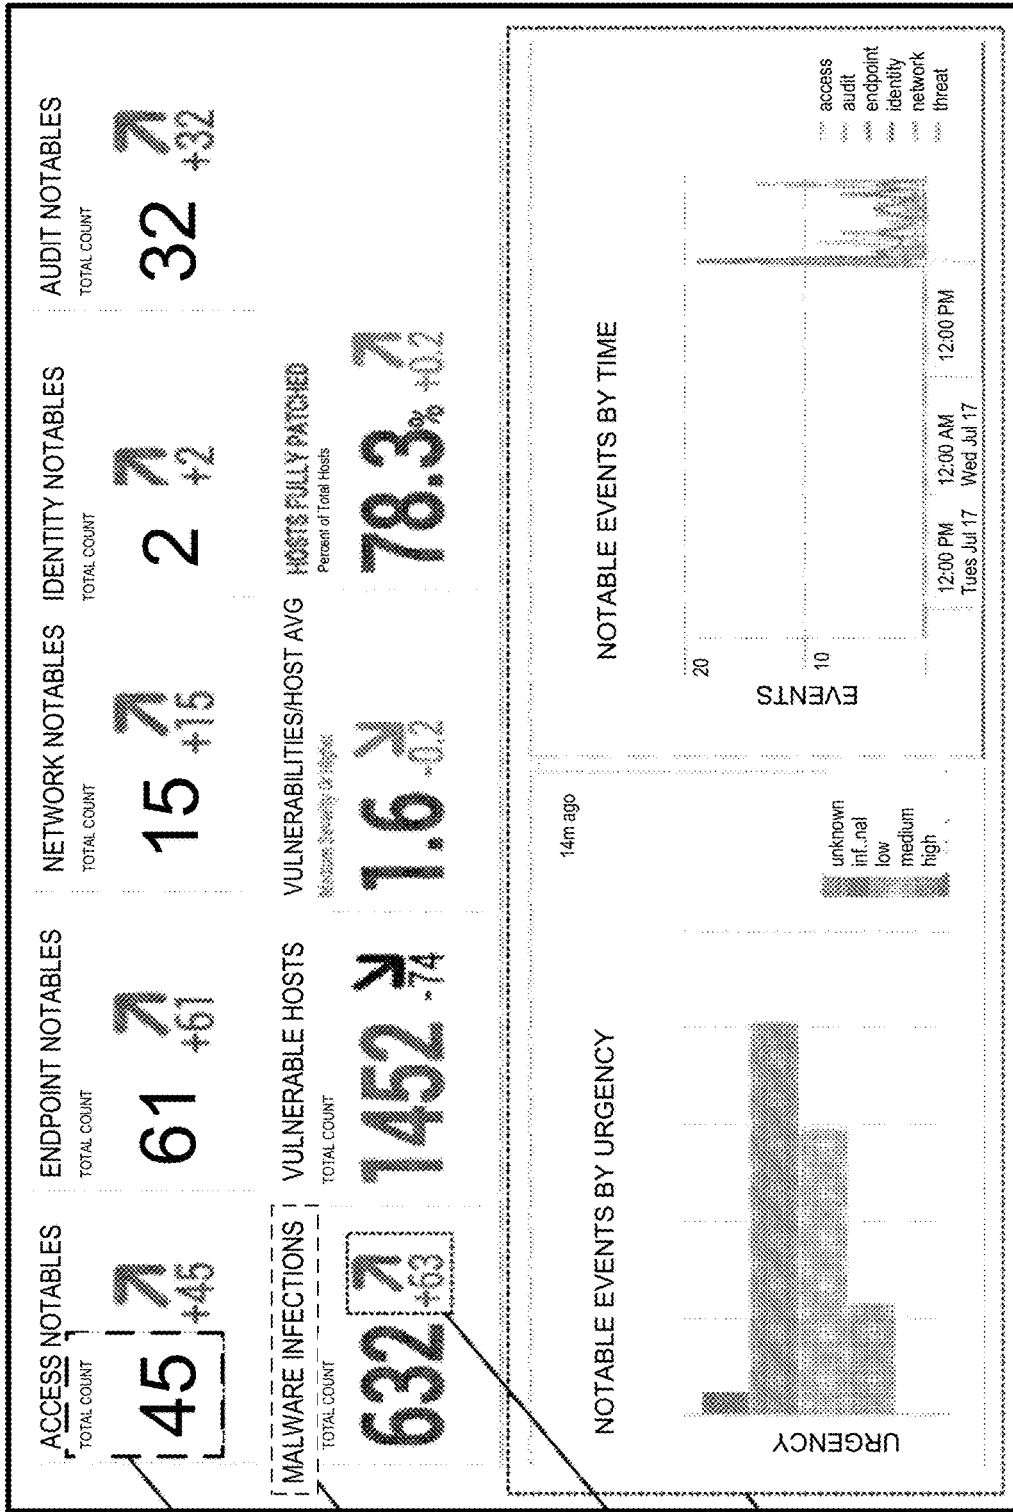 ACCESS NOTABLES
TOTAL COUNT
45
+45
ENDPOINT NOTABLES
TOTAL COUNT
61
+61
NETWORK NOTABLES
TOTAL COUNT
15
+15
IDENTITY NOTABLES
TOTAL COUNT
2
+2
AUDIT NOTABLES
TOTAL COUNT
32
+32
MALWARE INFECTIONS
TOTAL COUNT
632
+63
VULNERABLE HOSTS
TOTAL COUNT
1452
-74
VULNERABILITIES/HOST AVG
Severity Or Higher
1.6
-0.2
HOSTS FULLY PATCHED
Percent of Total Hosts
78.3%
+0.2
NOTABLE EVENTS BY URGENCY
14m ago
URGENCY
unknown
inf..nal
low
medium
high
NOTABLE EVENTS BY TIME
EVENTS
20
10
12:00 PM
Tues Jul 17
12:00 AM
Wed Jul 17
12:00 PM
access
audit
endpoint
identity
network
threat